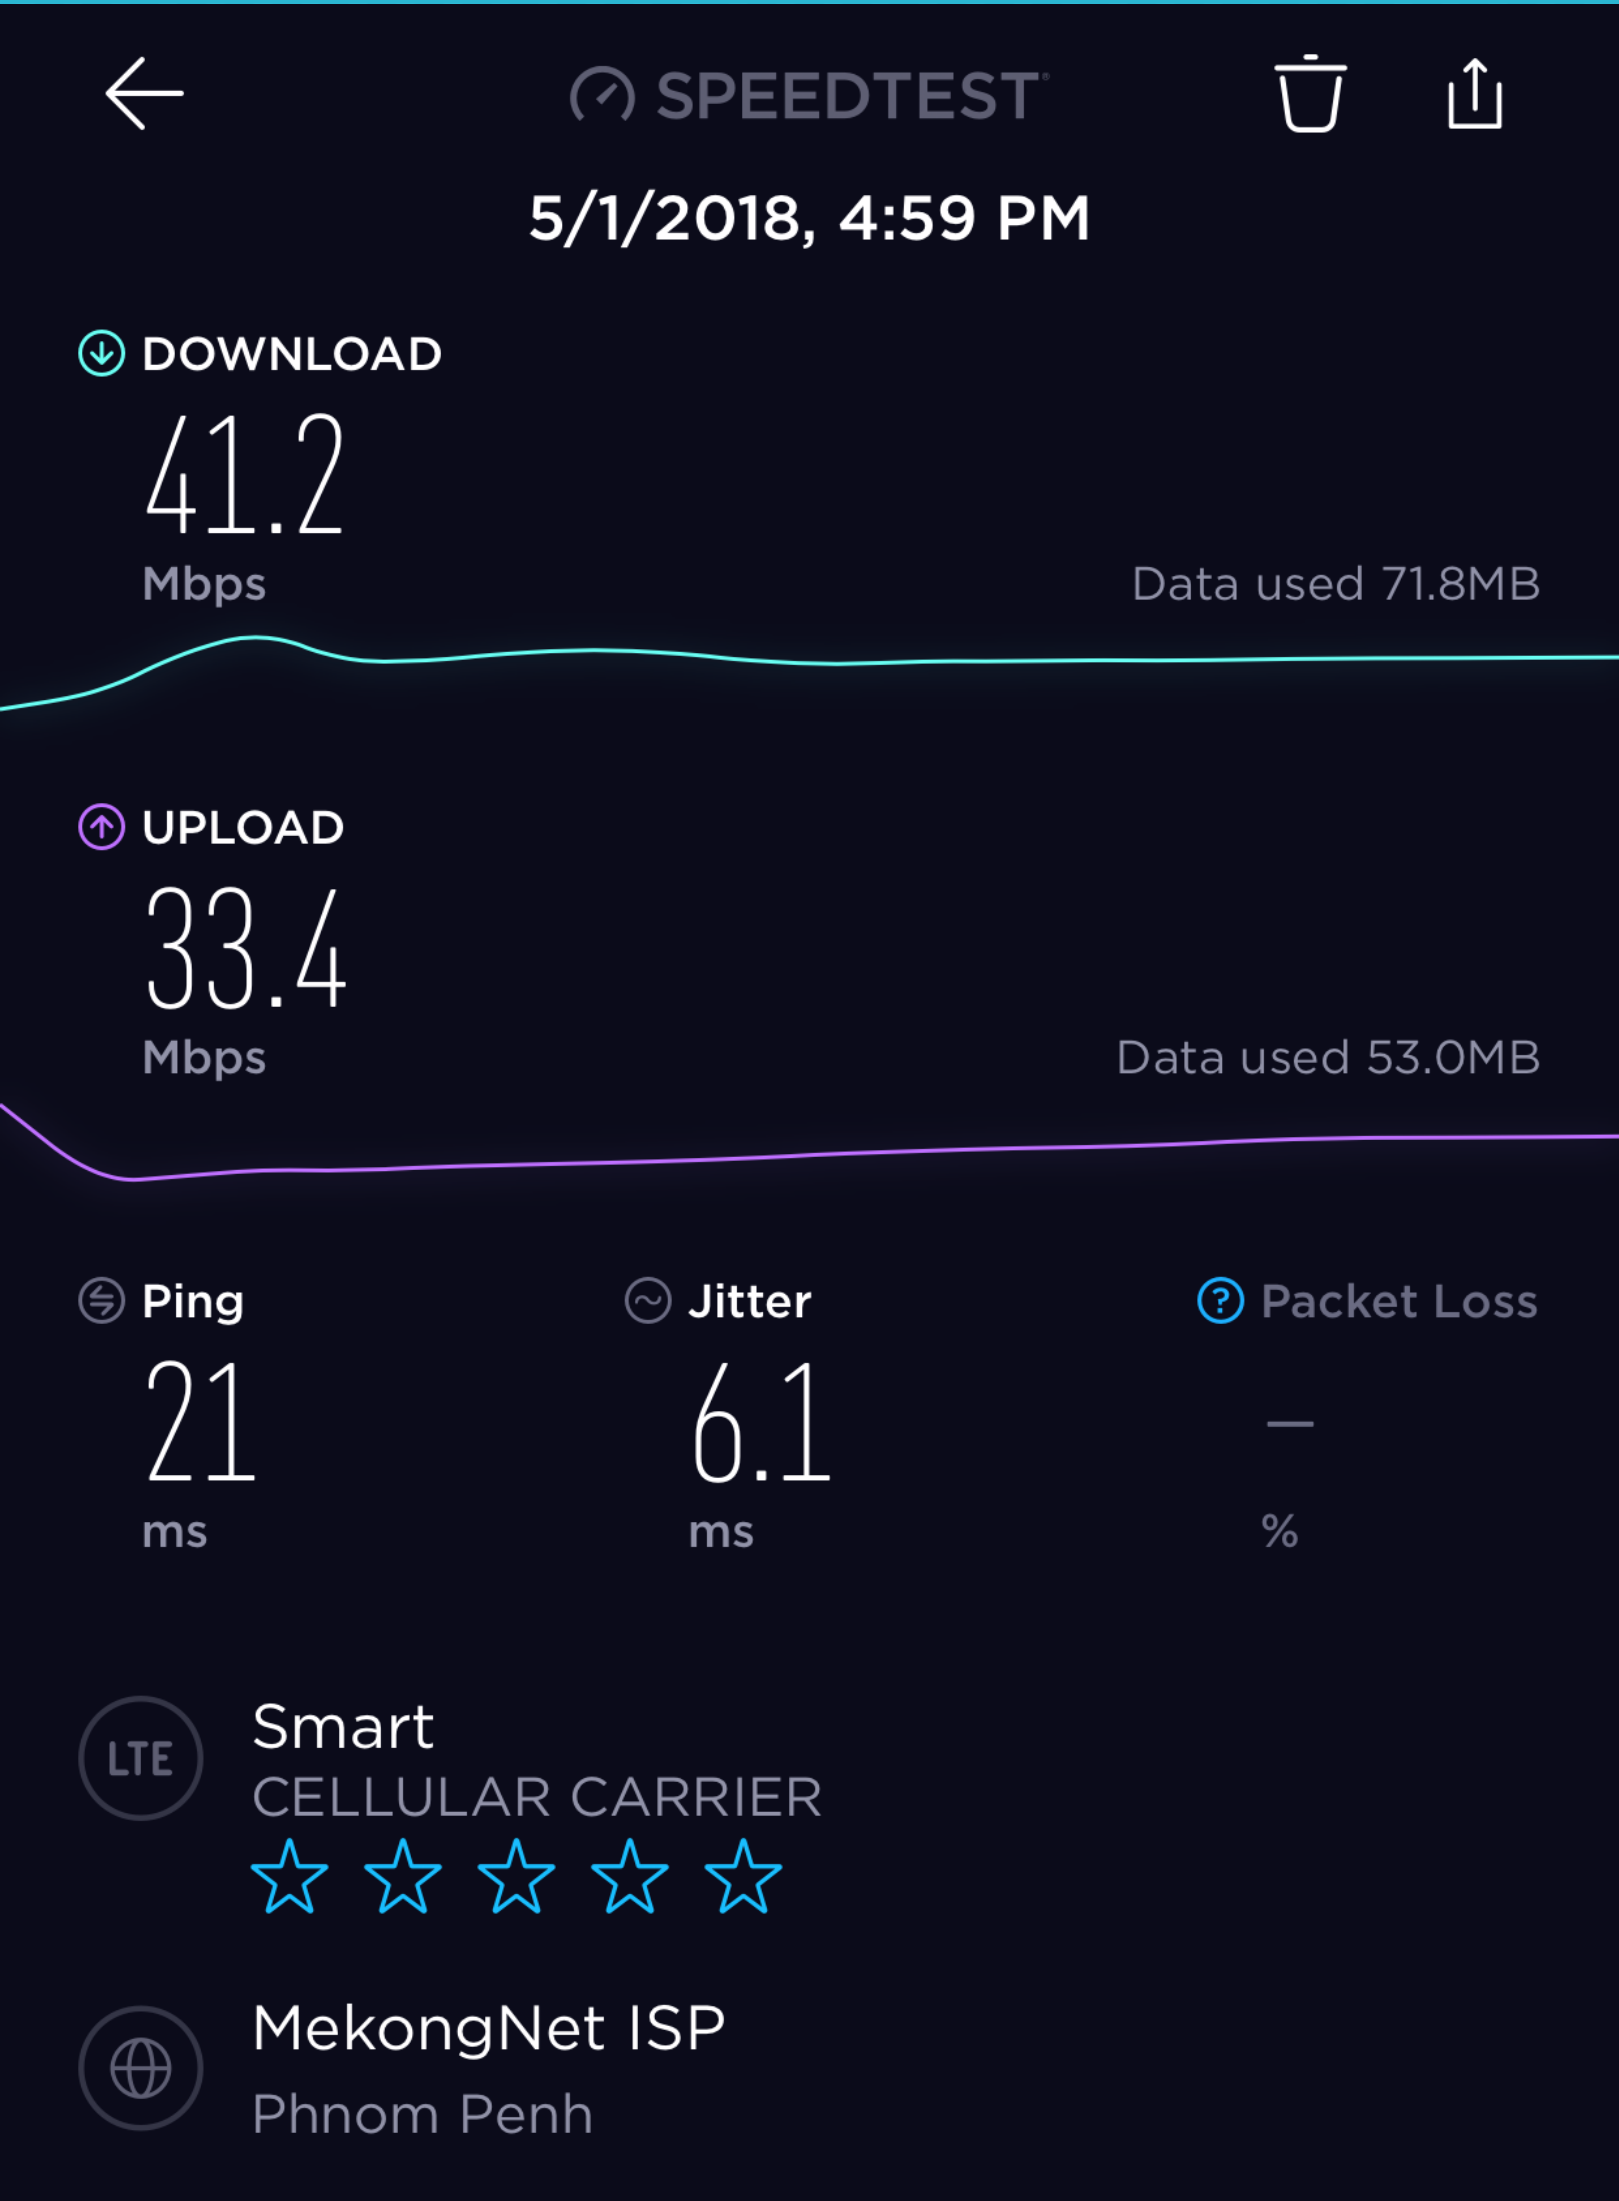 SPEEDTEST
5/1/2018, 4:59 PM
DOWNLOAD
41.2
Mbps
Data used 71.8MB
UPLOAD
33.4
Mbps
Data used 53.0MB
Ping
Jitter
? Packet Loss
21
6.1
—
ms
ms
%
LTE
Smart
CELLULAR CARRIER
MekongNet ISP
Phnom Penh